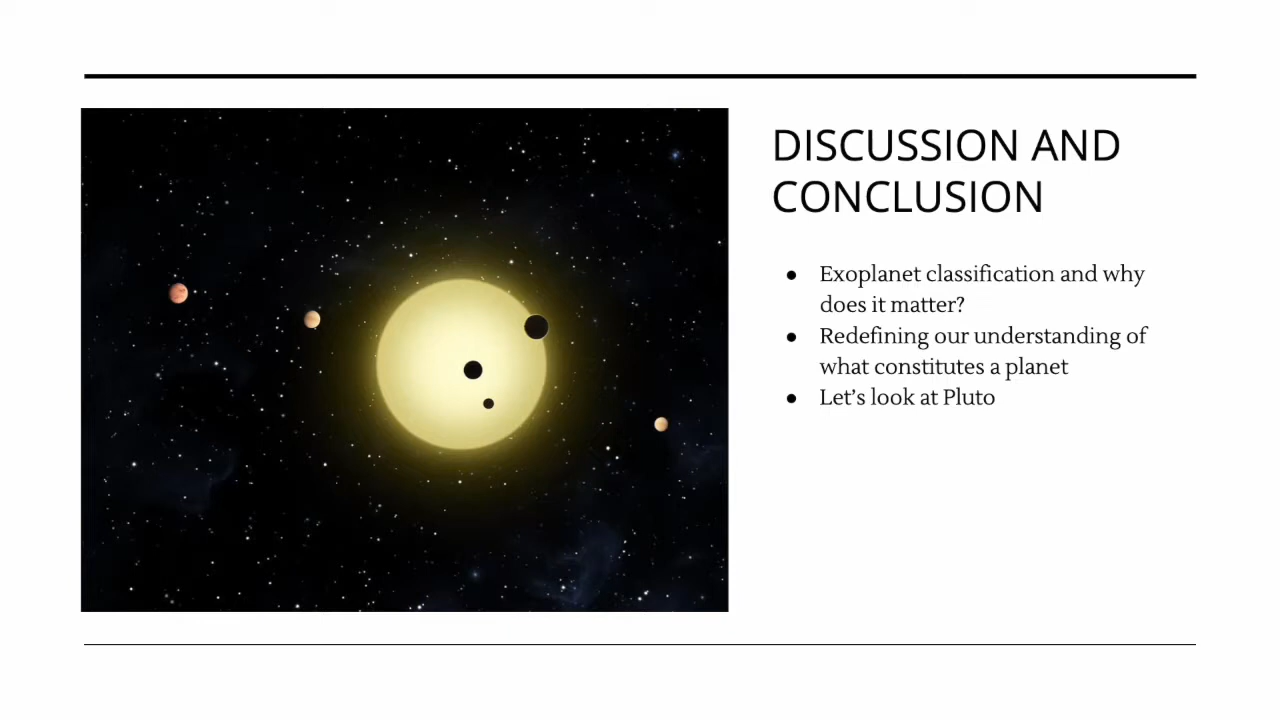 DISCUSSION AND
CONCLUSION
● Exoplanet classification and why
does it matter?
● Redefining our understanding of
what constitutes a planet
● Let’s look at Pluto